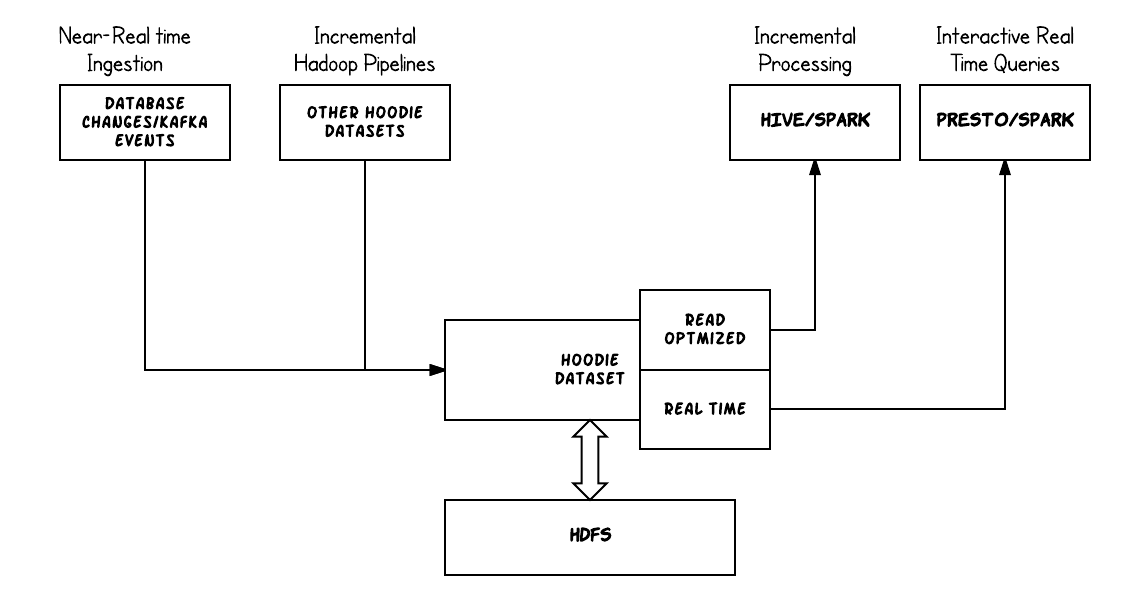 Near-Real time
Ingestion
Incremental
Hadoop Pipelines
Incremental
Processing
Interactive Real
Time Queries
DATABASE
CHANGES/KAFKA
EVENTS
OTHER HOODIE
DATASETS
HIVE/SPARK
PRESTO/SPARK
READ
OPTMIZED
HOODIE
DATASET
REAL TIME
HDFS